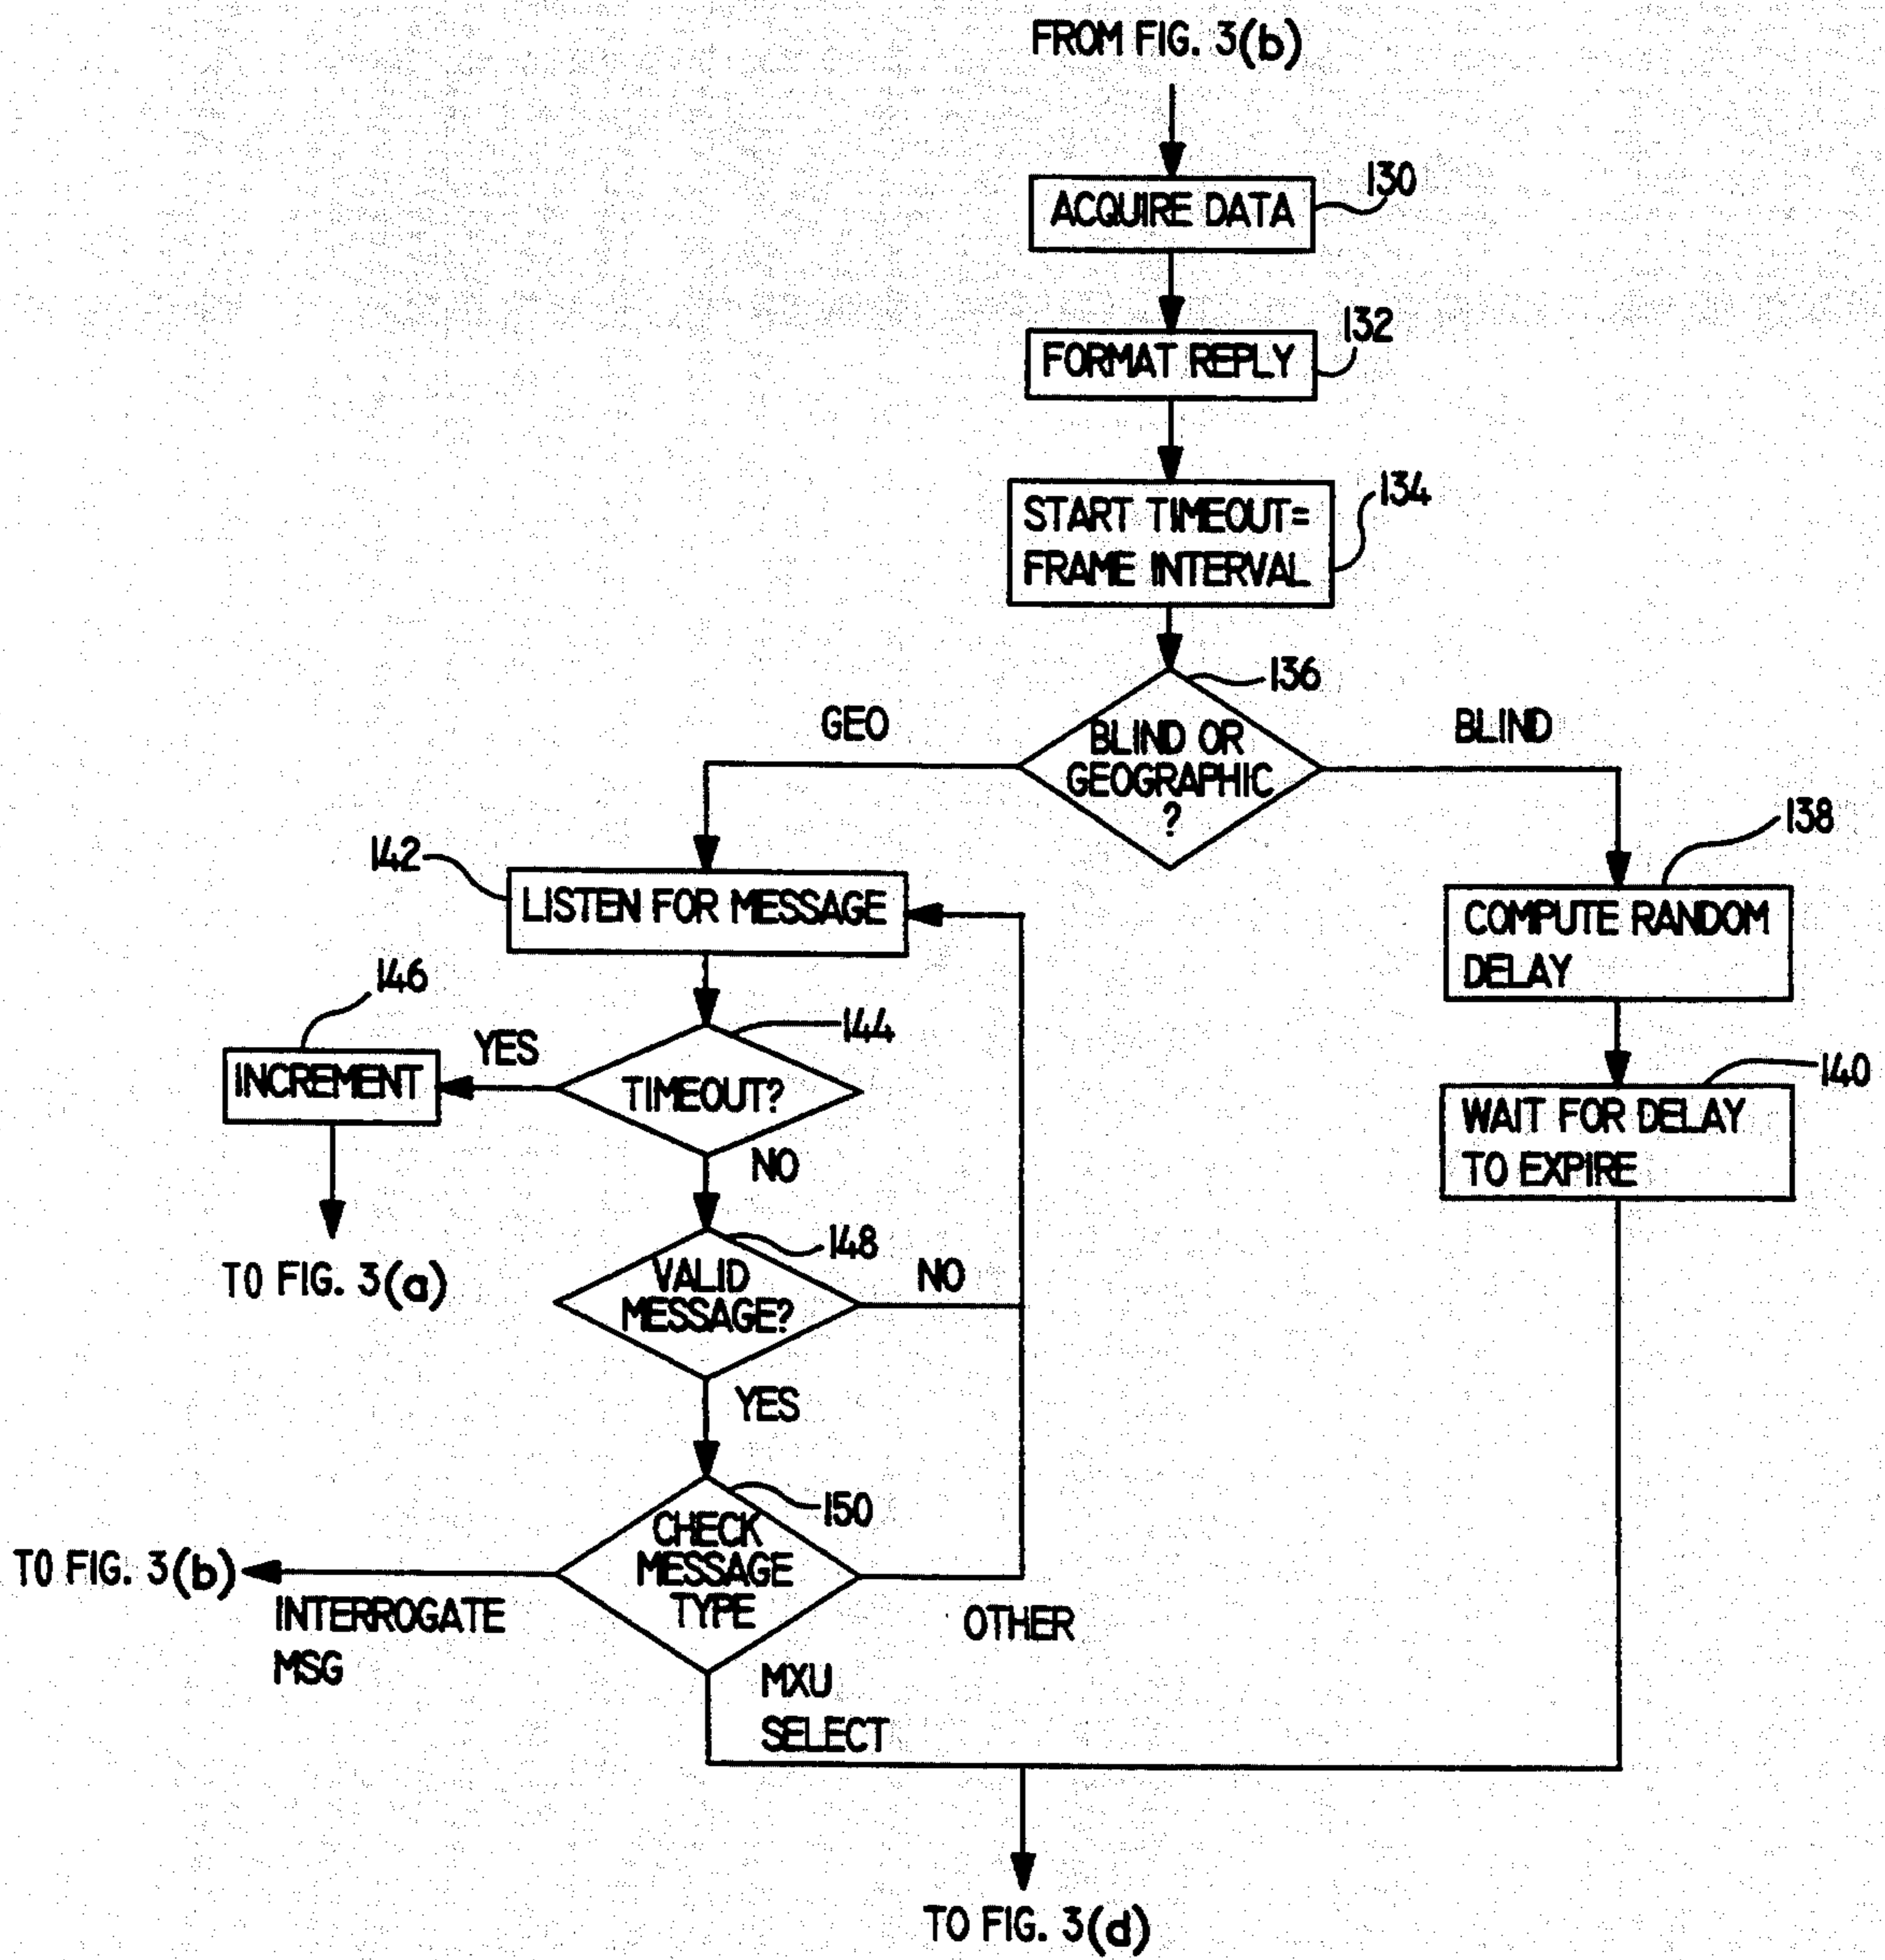 FROM FIG. 3(b)
130
ACQUIRE DATA
132
FORMAT REPLY
134
START TIMEOUT=
FRAME INTERVAL
136
GEO
BLIND OR
GEOGRAPHIC
?
BLIND
138
142
LISTEN FOR MESSAGE
COMPUTE RANDOM
DELAY
146
144
YES
INCREMENT
TIMEOUT?
140
WAIT FOR DELAY
TO EXPIRE
NO
148
TO FIG. 3(a)
VALID
MESSAGE?
NO
YES
150
CHECK
MESSAGE
TYPE
TO FIG. 3(b)
INTERROGATE
MSG
OTHER
MXU
SELECT
TO FIG. 3(d)